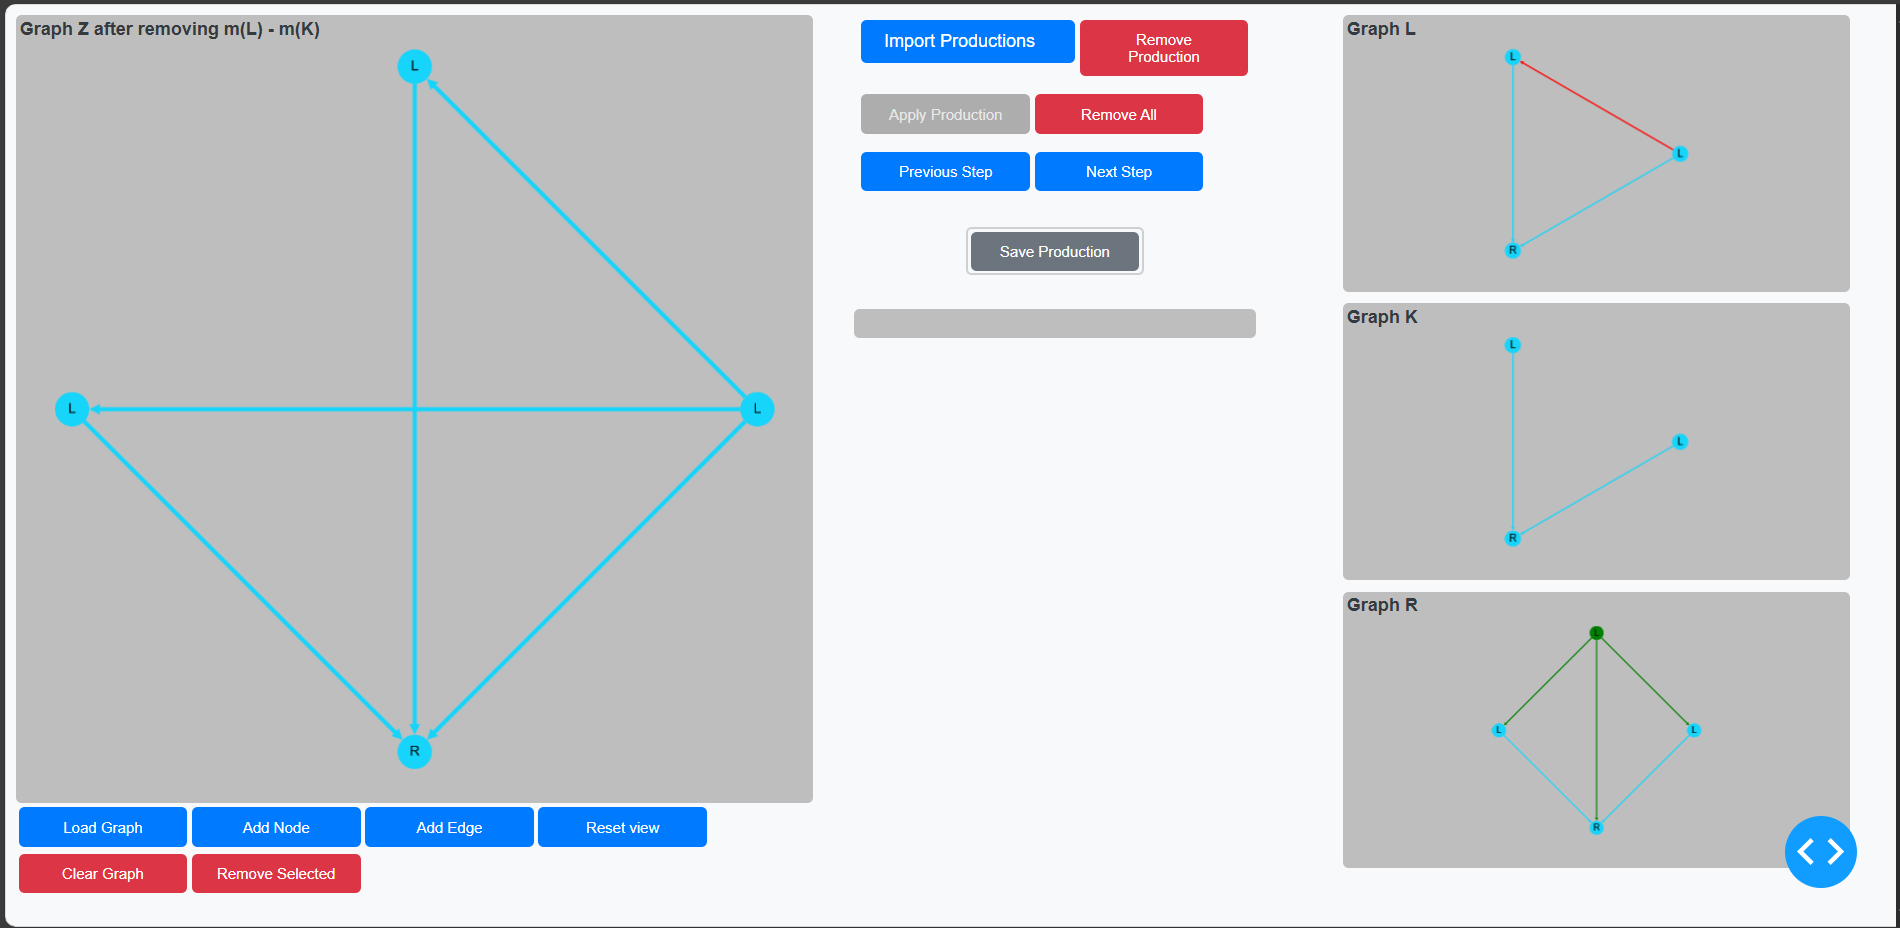 Graph Z after removing m(L) - m(K)
L
L
L
R
Load Graph
Add Node
Add Edge
Reset view
Clear Graph
Remove Selected
Import Productions
Remove
Production
Apply Production
Remove All
Previous Step
Next Step
Save Production
Graph L
L
L
R
Graph K
L
L
R
Graph R
L
L
L
R